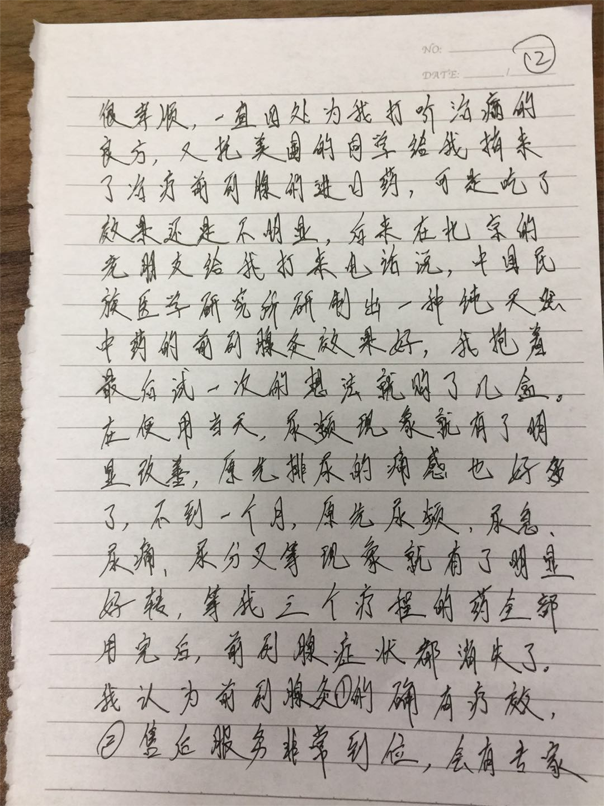 NO:
12
DATE: /
很孝顺，一直四处为我打听治病的
良方，又托美国的同学给我捎来
了治疗前列腺的进口药，可是吃了
效果还是不明显，后来在北京的
老朋友给我打来电话说，中国民
族医学研究所研制出一种纯天然
中药的前列腺灸效果好，我抱着
最后试一次的想法就购了几盒。
在使用当天，尿频现象就有了明
显改善，原先排尿的痛感也好多
了，不到一个月，原先尿频、尿急、
尿痛、尿分叉等现象就有了明显
好转，等我三个疗程的药全部
用完后，前列腺症状都消失了。
我认为前列腺灸①的确有疗效，
②售后服务非常到位，会有专家